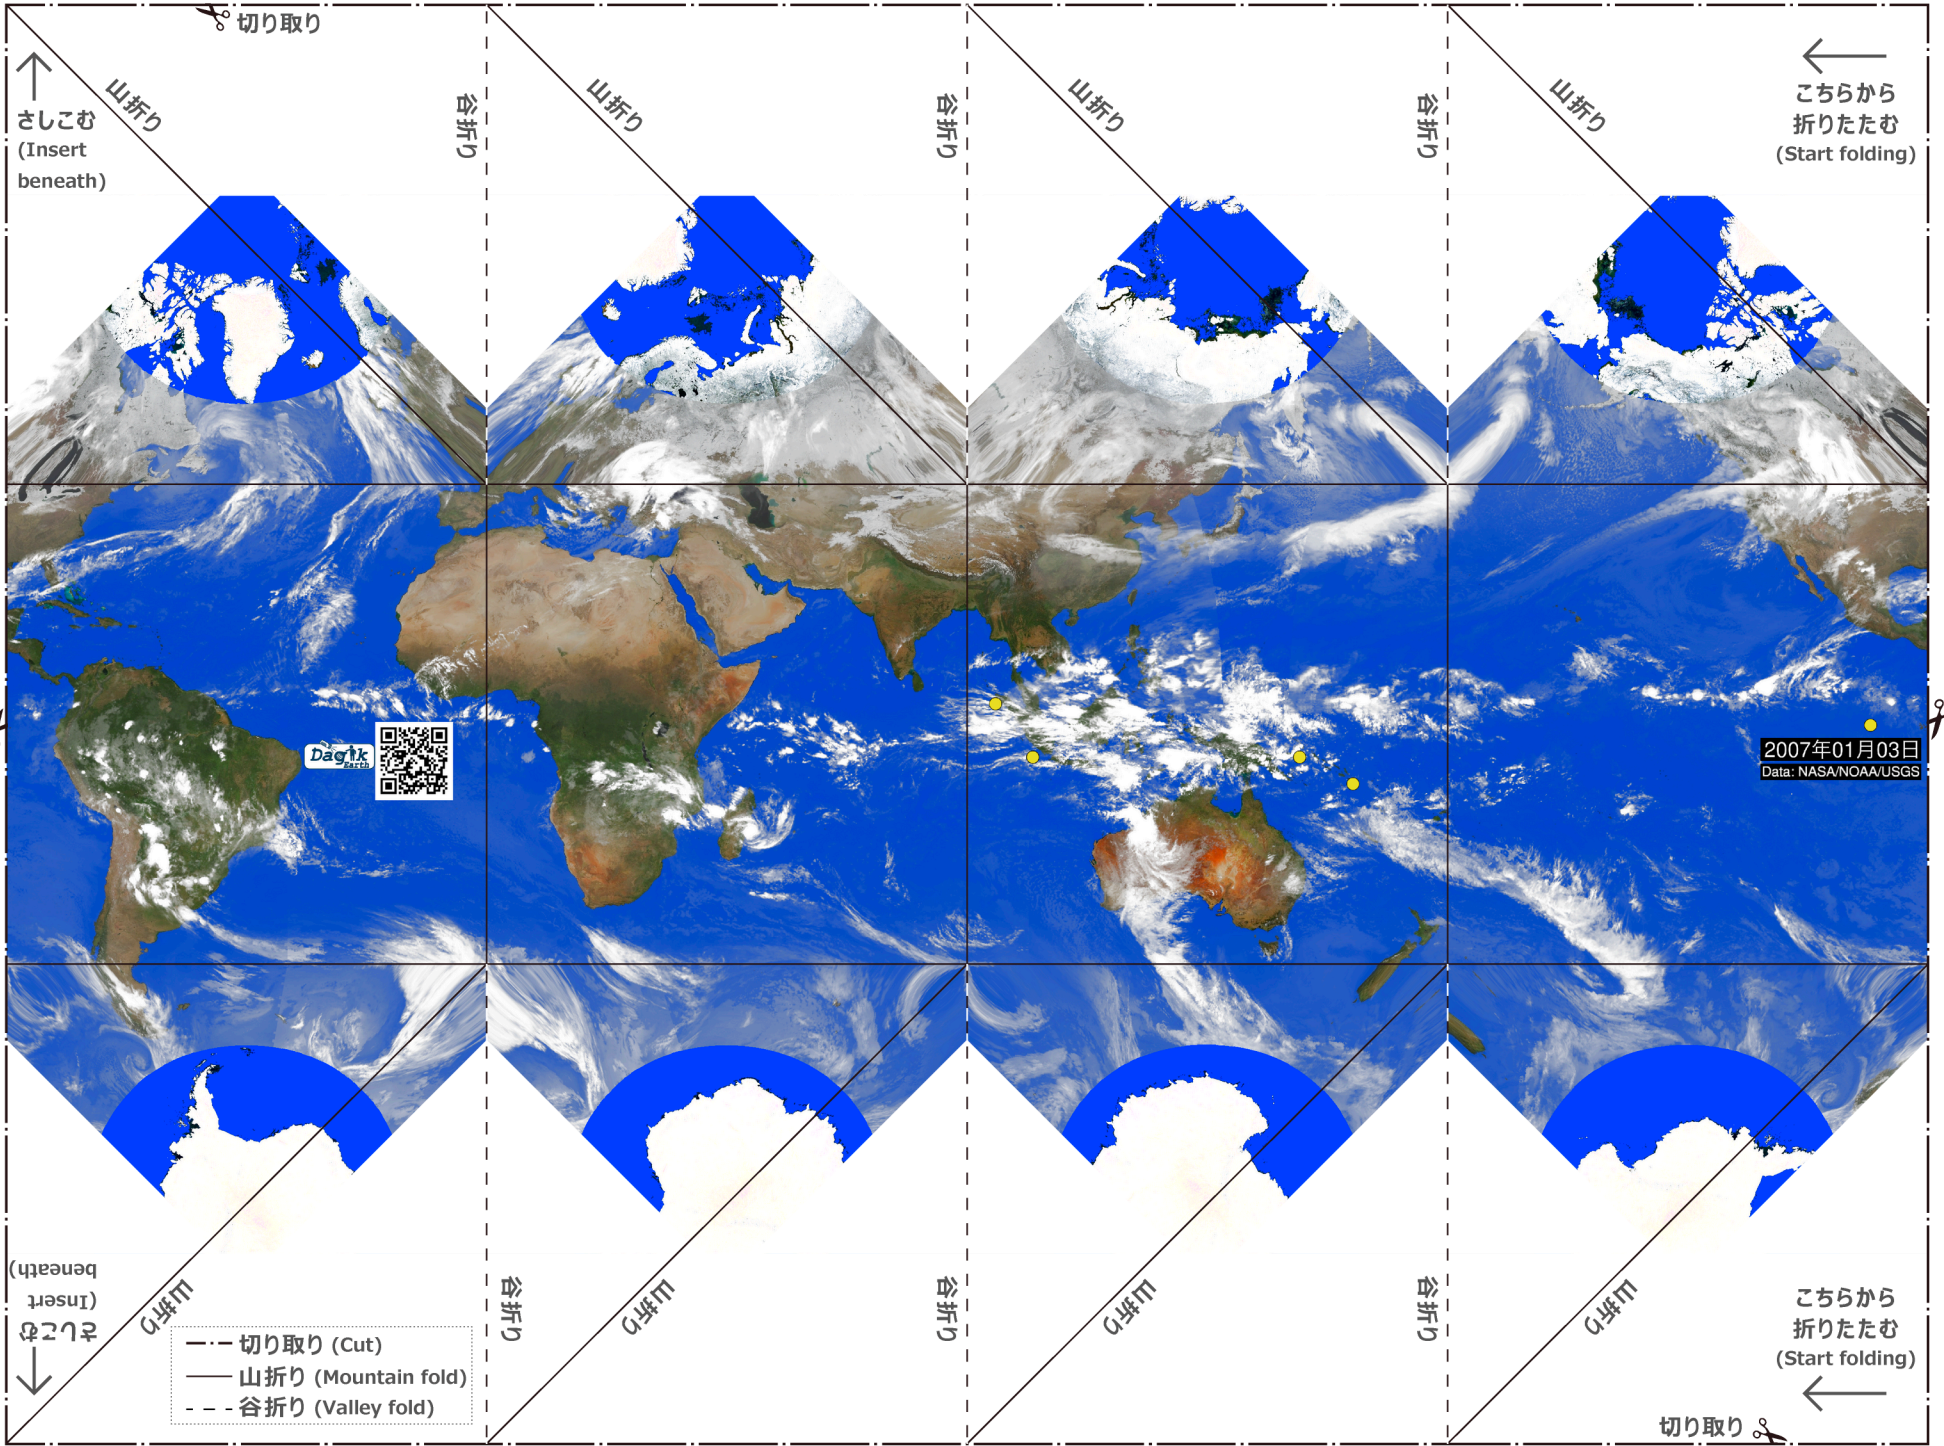 切り取り
山折り
谷折り
山折り
谷折り
山折り
谷折り
山折り
さしこむ
(Insert
beneath)
こちらから
折りたたむ
(Start folding)
Dagik
Earth
2007年01月03日
Data: NASA/NOAA/USGS
さしこむ
(Insert
beneath)
山折り
谷折り
山折り
谷折り
山折り
谷折り
山折り
こちらから
折りたたむ
(Start folding)
切り取り (Cut)
山折り (Mountain fold)
谷折り (Valley fold)
切り取り